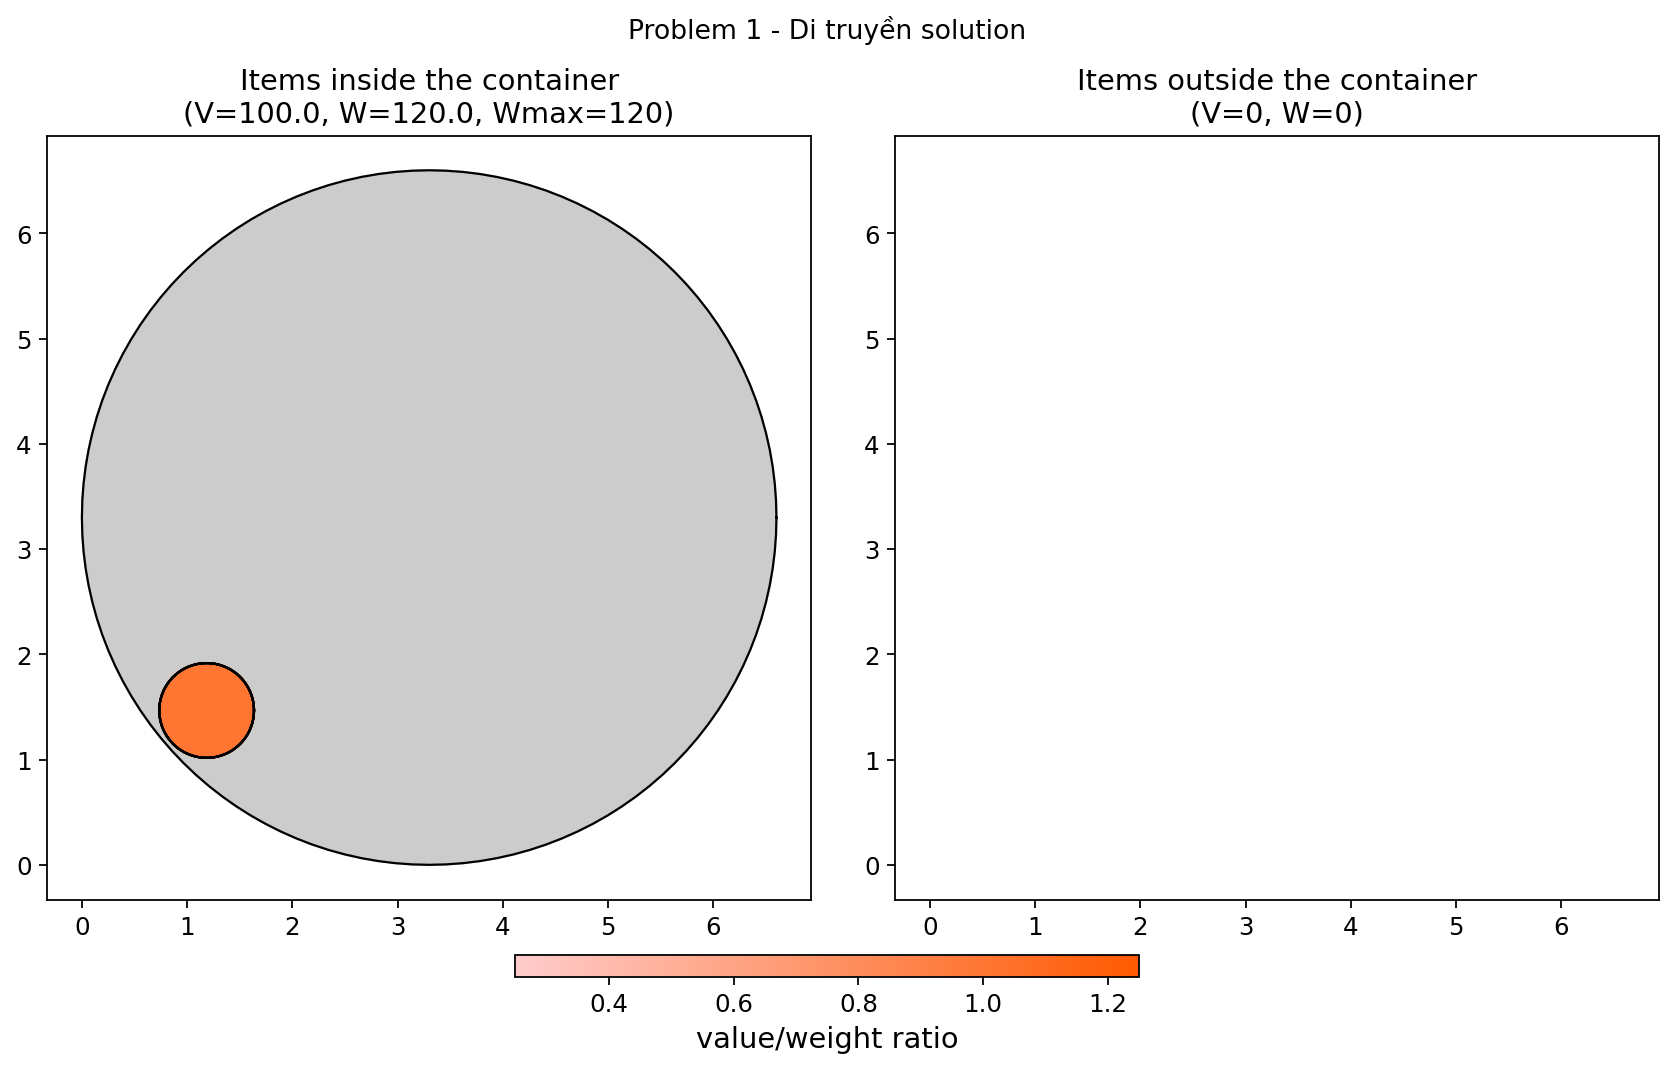 Problem 1 - Di truyền solution
Items inside the container
(V=100.0, W=120.0, Wmax=120)
6
5
4
3
2
1
0
0 1 2 3 4 5 6
Items outside the container
(V=0, W=0)
6
5
4
3
2
1
0
0 1 2 3 4 5 6
0.4 0.6 0.8 1.0 1.2
value/weight ratio